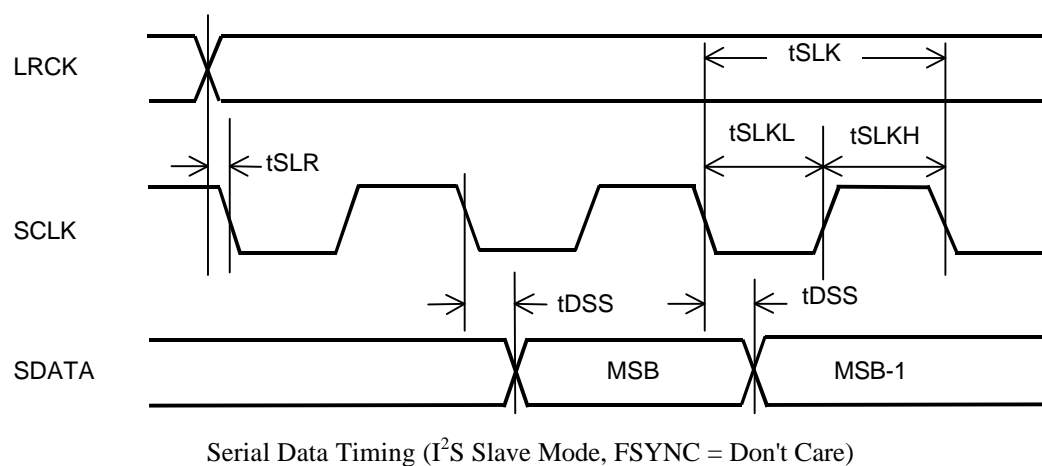 LRCK
tSLK
tSLKL
tSLKH
tSLR
SCLK
tDSS
tDSS
SDATA
MSB
MSB-1
Serial Data Timing (I²S Slave Mode, FSYNC = Don't Care)